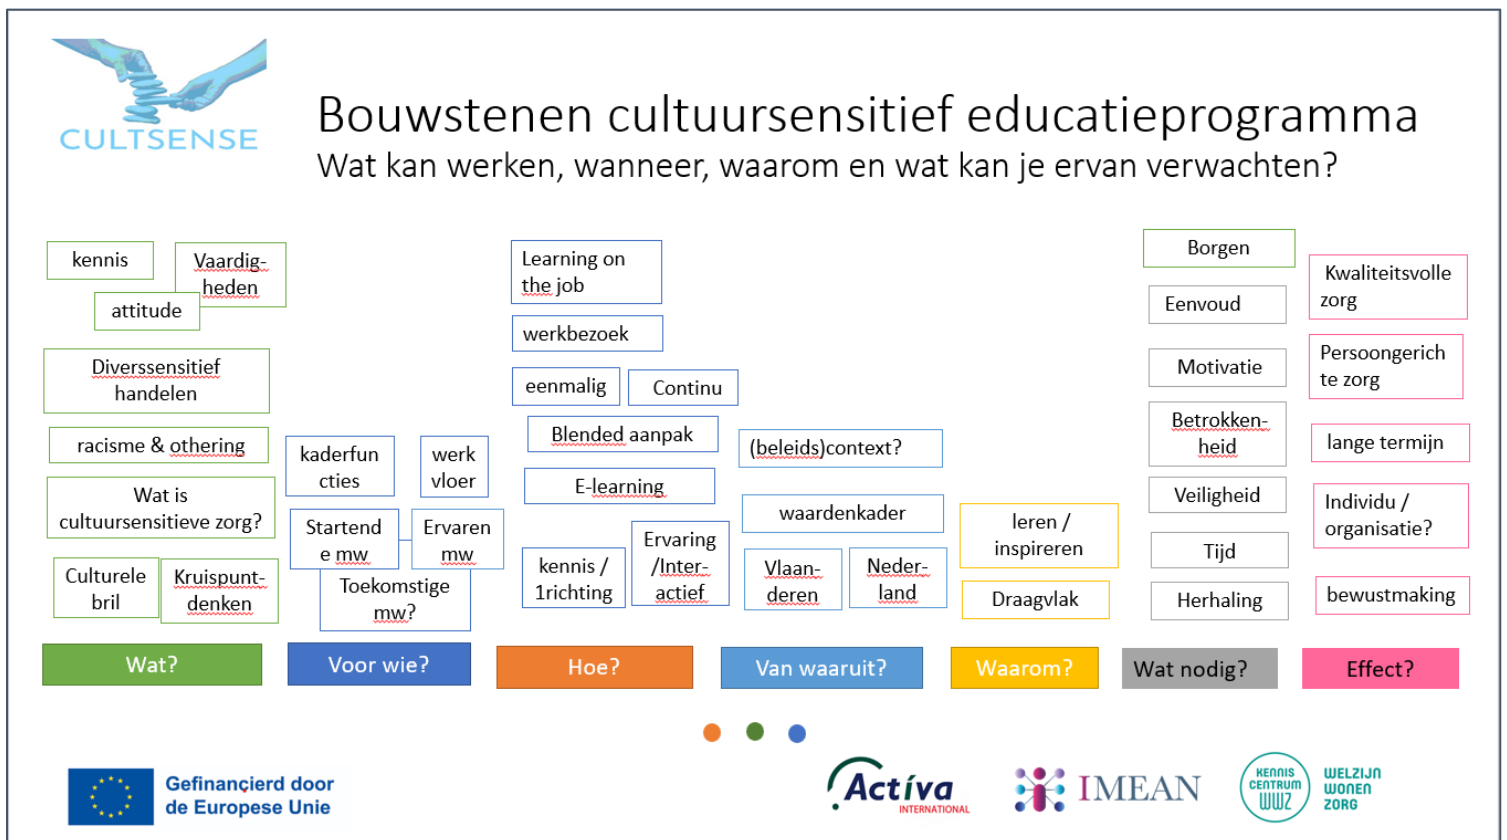 CULTSENSE
Bouwstenen cultuursensitief educatieprogramma
Wat kan werken, wanneer, waarom en wat kan je ervan verwachten?
kennis
Vaardig-
heden
attitude
Diverssensitief
handelen
racisme & othering
Wat is
cultuursensitieve zorg?
Culturele
bril
Kruispunt-
denken
Wat?
kaderfun
cties
werk
vloer
Startend
e mw
Ervaren
mw
Toekomstige
mw?
Voor wie?
Learning on
the job
werkbezoek
eenmalig
Continu
Blended aanpak
E-learning
kennis /
1richting
Ervaring
/Inter-
actief
Hoe?
(beleids)context?
waardenkader
Vlaan-
deren
Neder-
land
Van waaruit?
leren /
inspireren
Draagvlak
Waarom?
Borgen
Eenvoud
Motivatie
Betrokken-
heid
Veiligheid
Tijd
Herhaling
Wat nodig?
Kwaliteitsvolle
zorg
Persoongerich
te zorg
lange termijn
Individu /
organisatie?
bewustmaking
Effect?
Gefinancierd door
de Europese Unie
Activa
INTERNATIONAL
IMEAN
KENNIS
CENTRUM
WWZ
WELZIJN
WONEN
ZORG